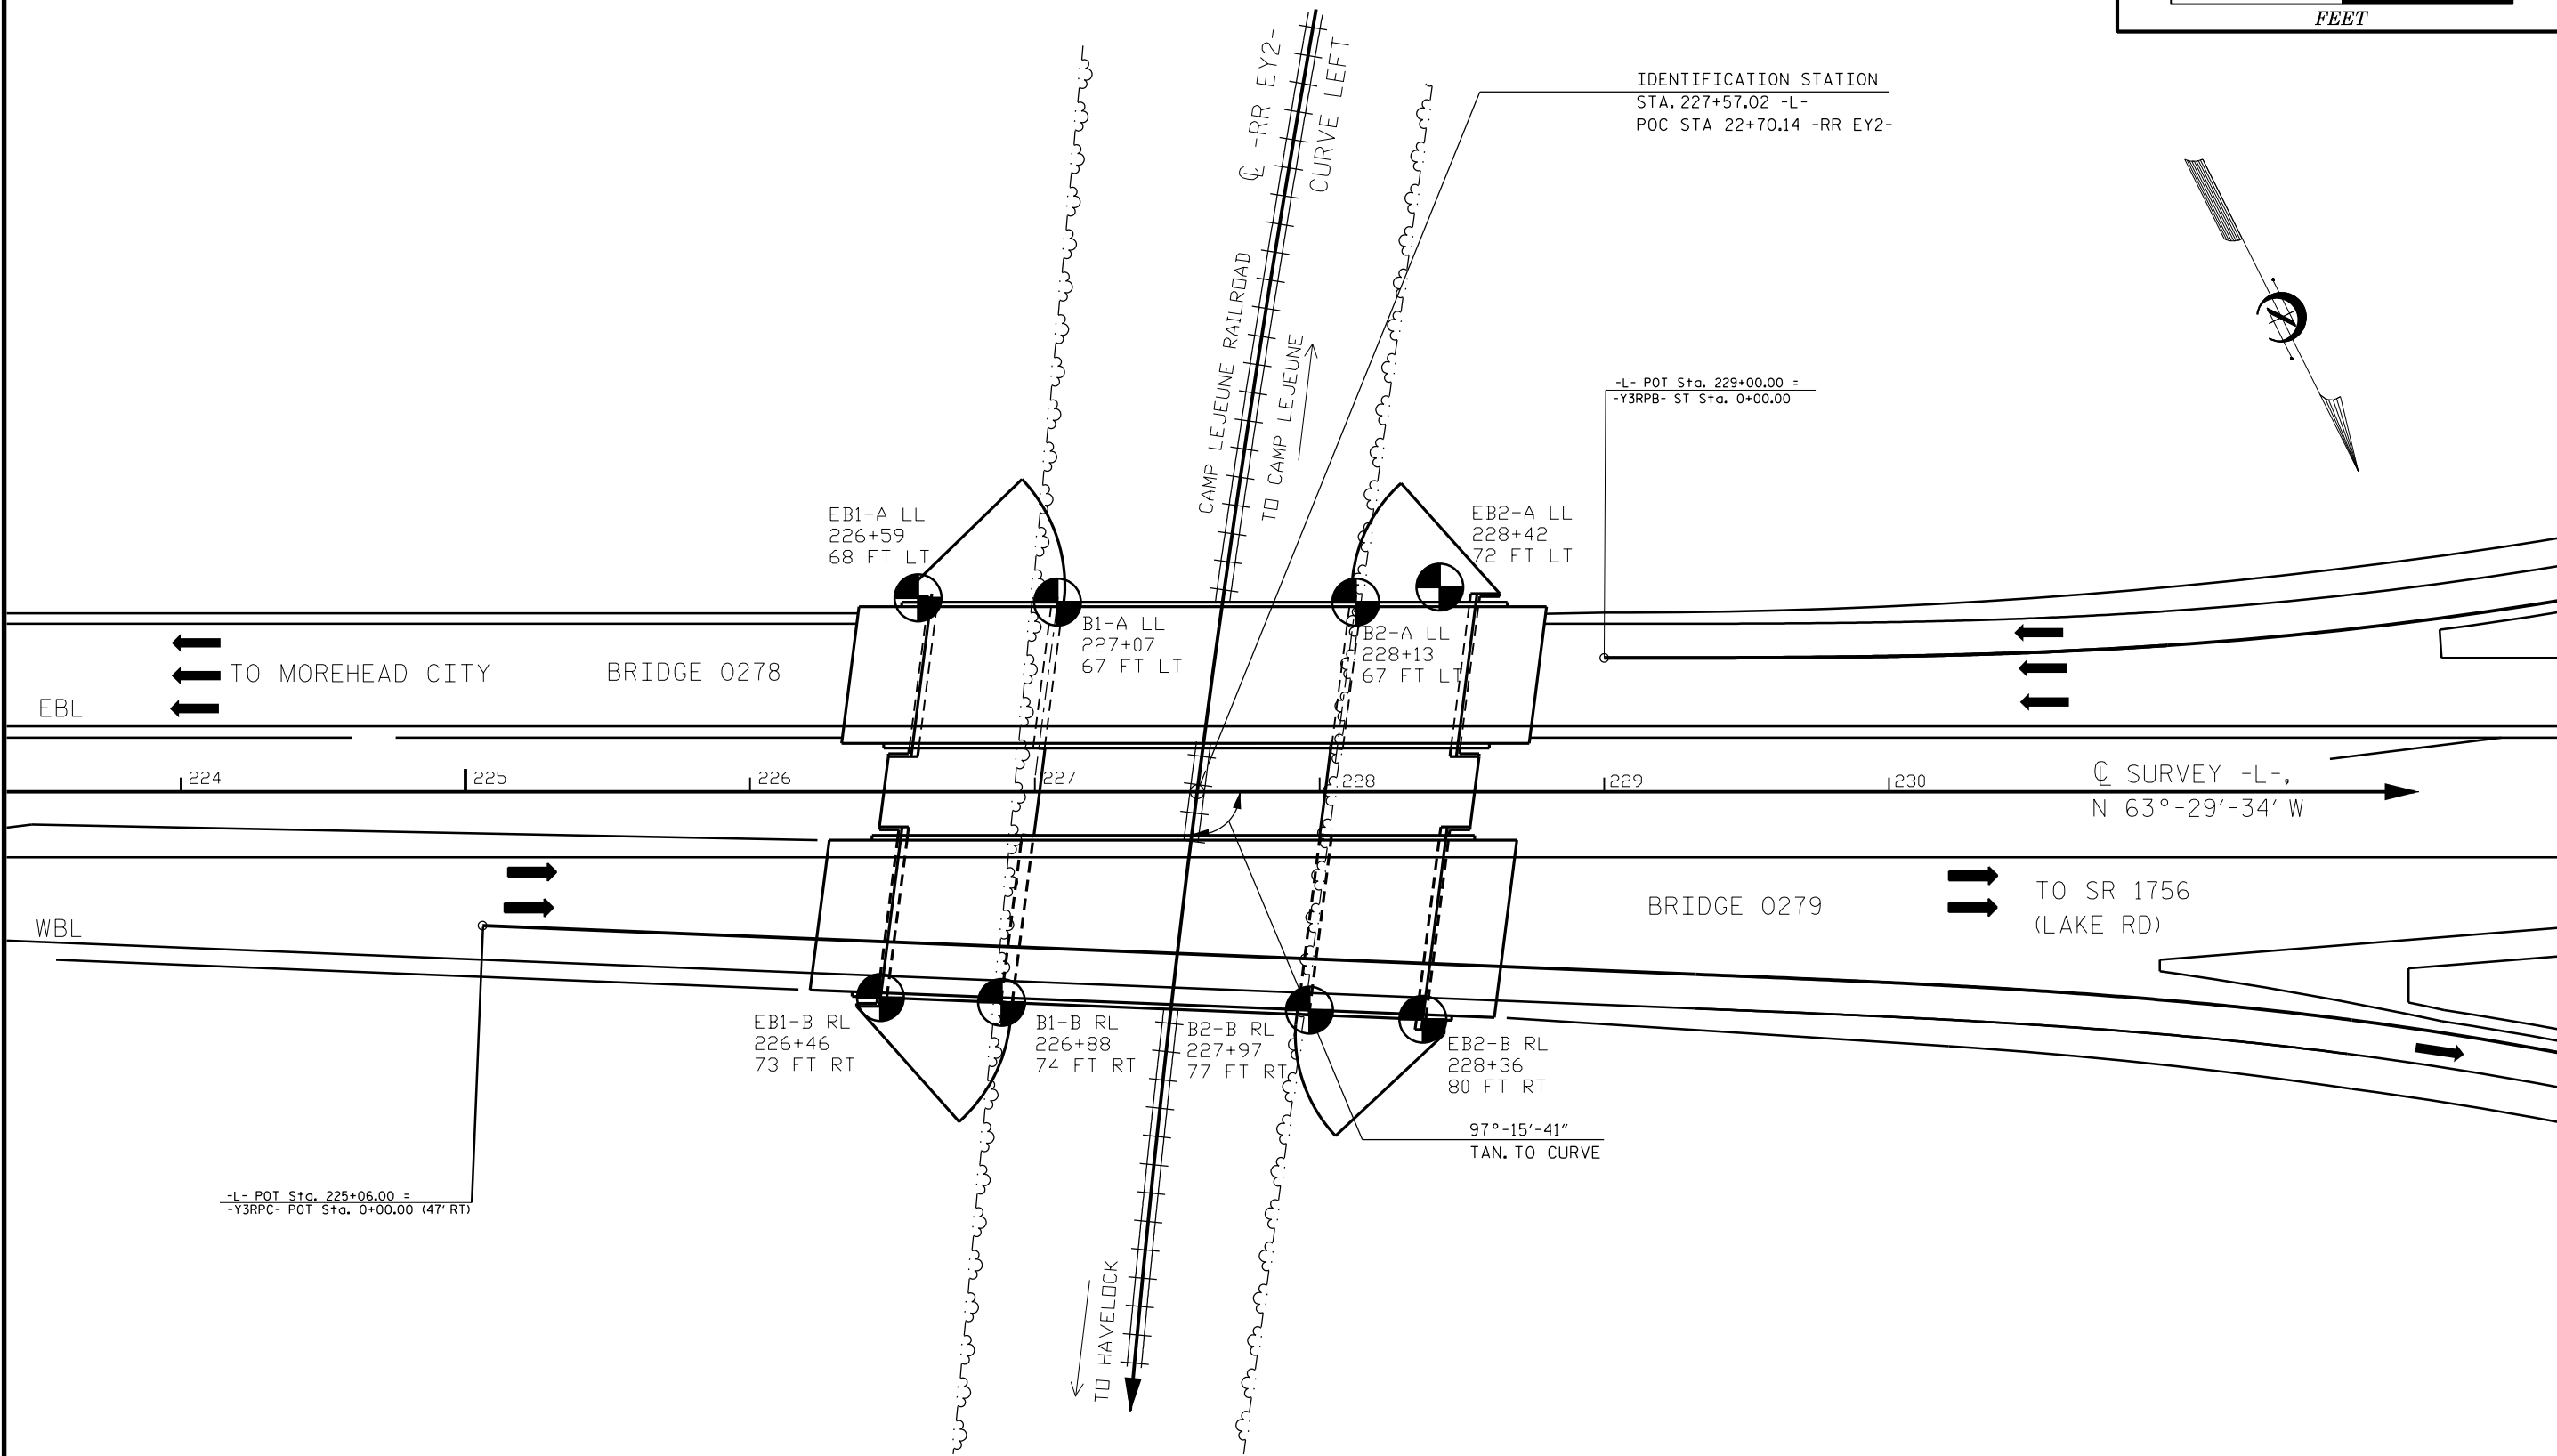 FEET
℄ -RR EY2-
CURVE LEFT
IDENTIFICATION STATION
STA. 227+57.02 -L-
POC STA 22+70.14 -RR EY2-
N
CAMP LEJEUNE RAILROAD
TO CAMP LEJEUNE
-L- POT Sta. 229+00.00 =
-Y3RPB- ST Sta. 0+00.00
EB1-A LL
226+59
68 FT LT
EB2-A LL
228+42
72 FT LT
B1-A LL
227+07
67 FT LT
B2-A LL
228+13
67 FT LT
TO MOREHEAD CITY
BRIDGE 0278
EBL
224
225
226
227
228
229
230
℄ SURVEY -L-,
N 63°-29'-34' W
WBL
BRIDGE 0279
TO SR 1756
(LAKE RD)
EB1-B RL
226+46
73 FT RT
B1-B RL
226+88
74 FT RT
B2-B RL
227+97
77 FT RT
EB2-B RL
228+36
80 FT RT
97°-15'-41"
TAN. TO CURVE
-L- POT Sta. 225+06.00 =
-Y3RPC- POT Sta. 0+00.00 (47' RT)
TO HAVELOCK